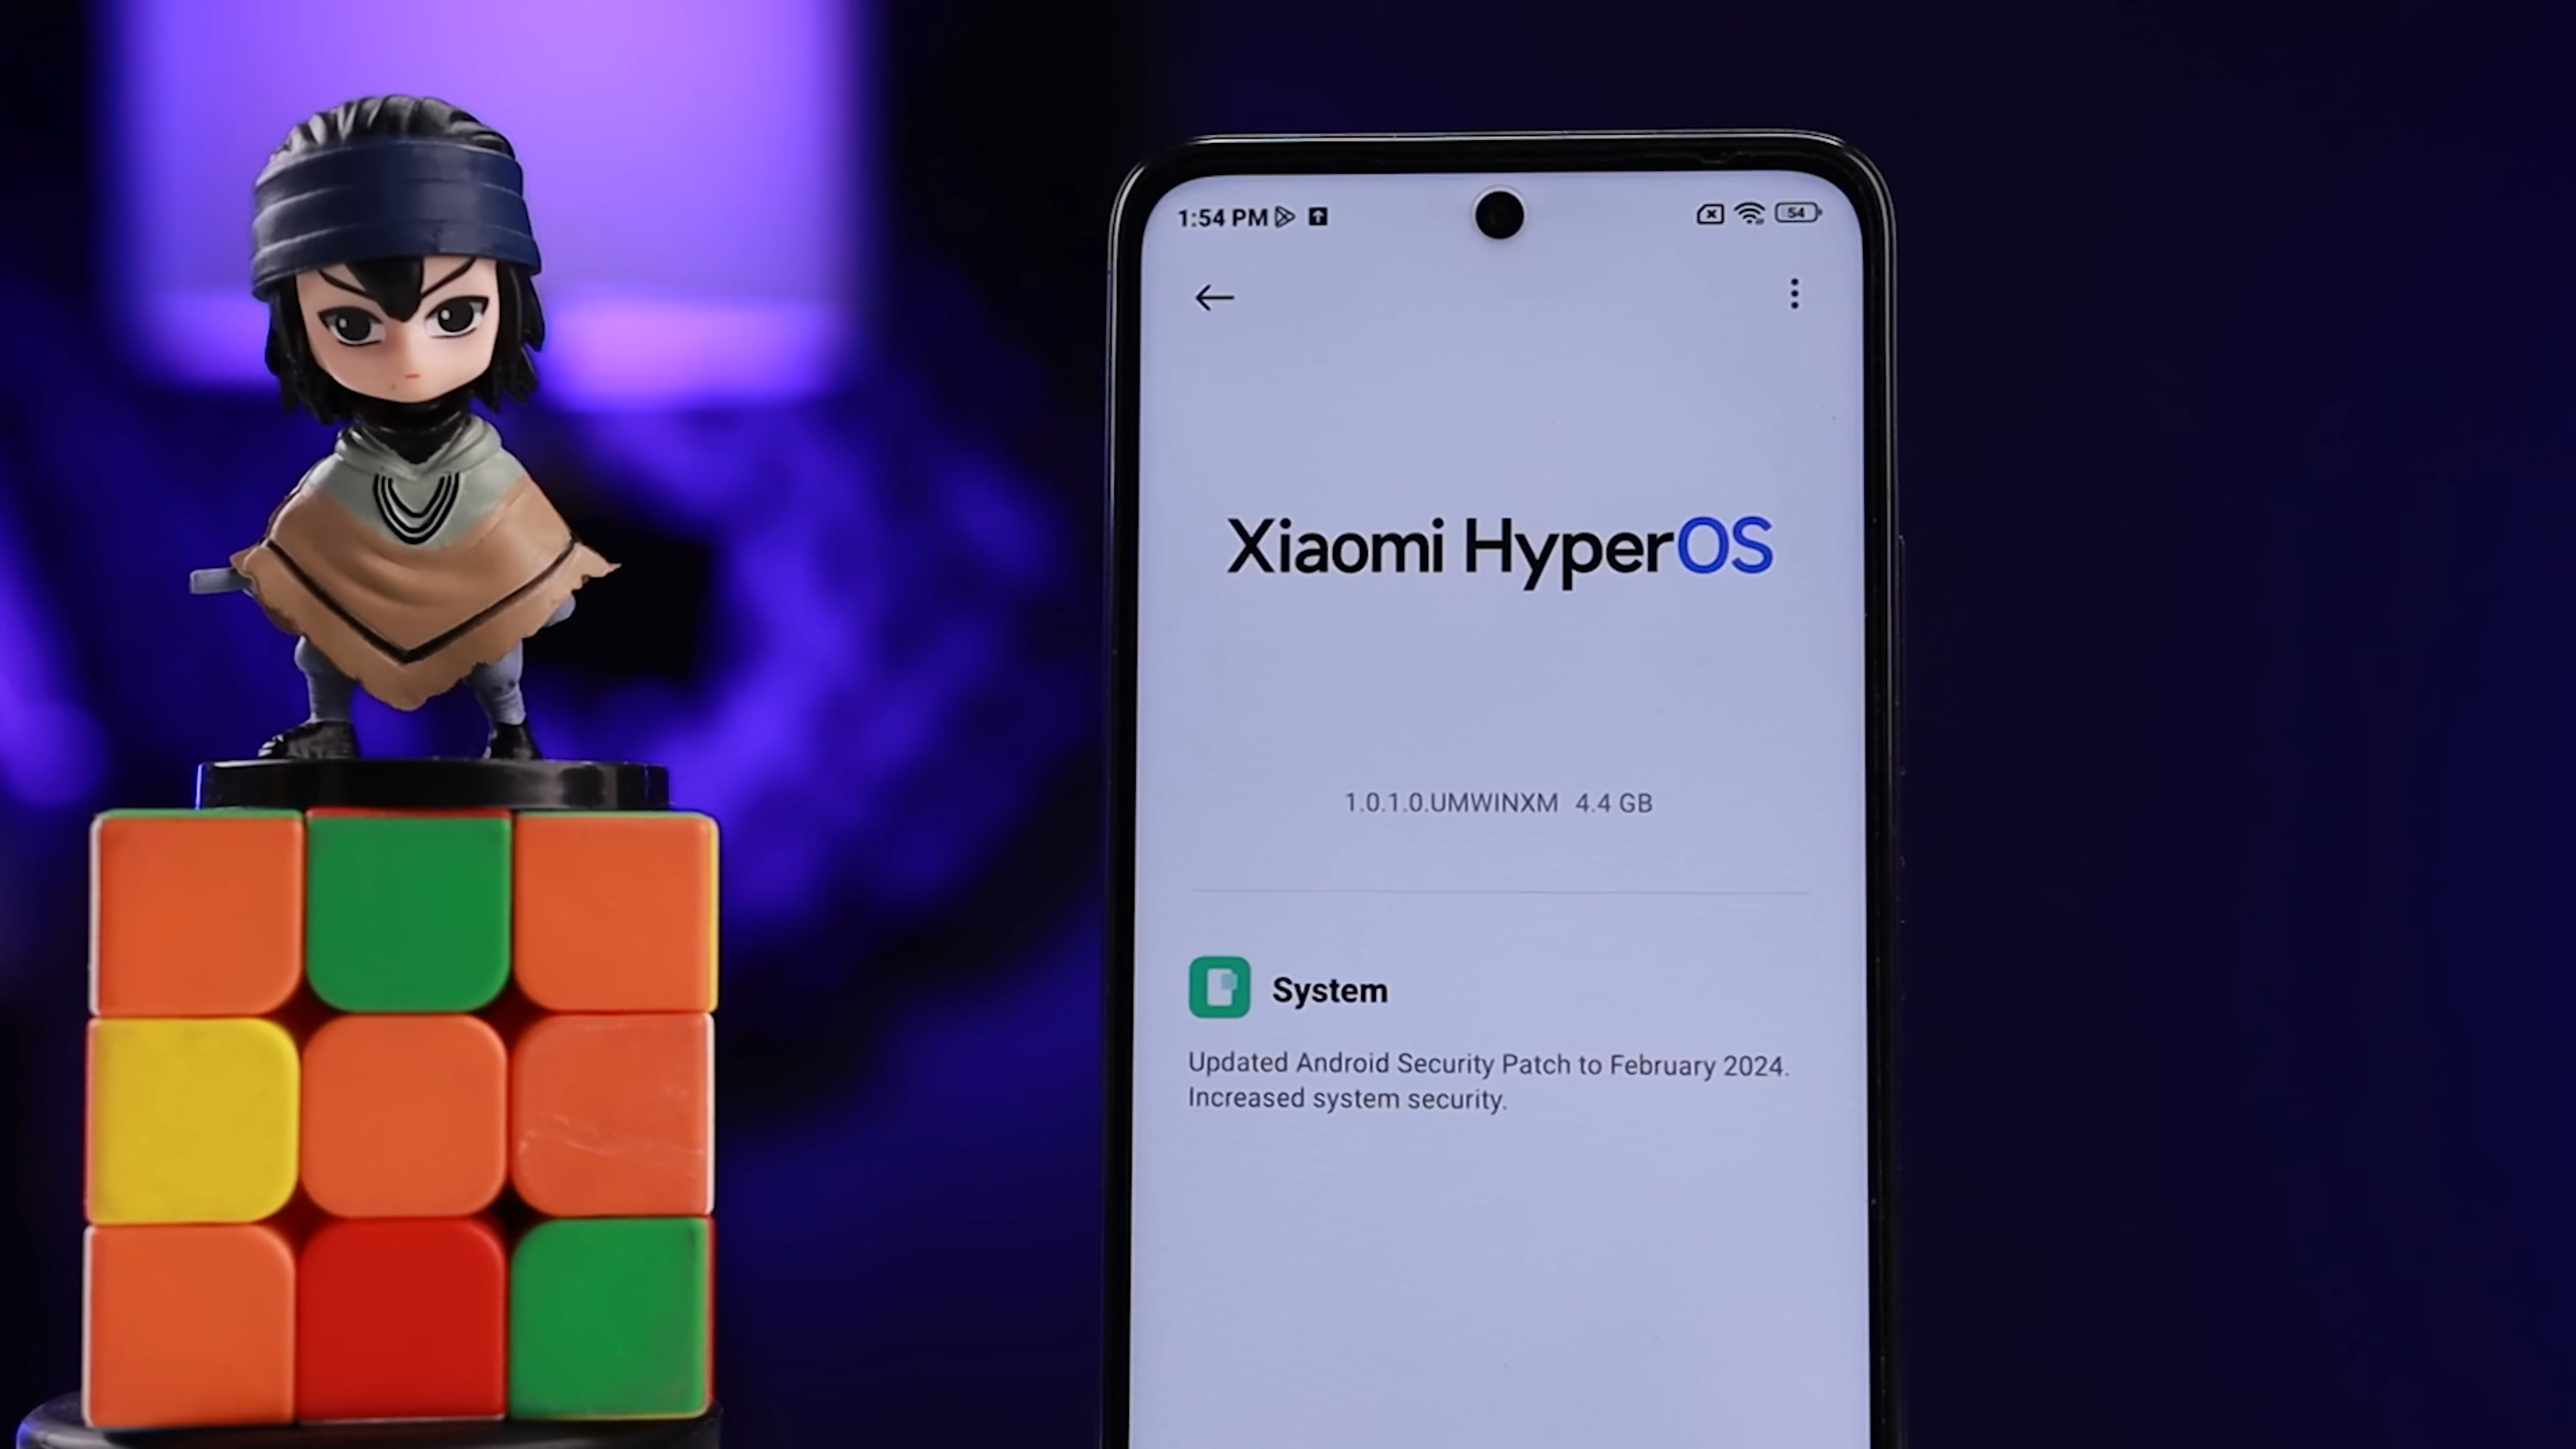 1:54 PM
54
Xiaomi HyperOS
1.0.1.0.UMWINXM 4.4 GB
System
Updated Android Security Patch to February 2024.
Increased system security.